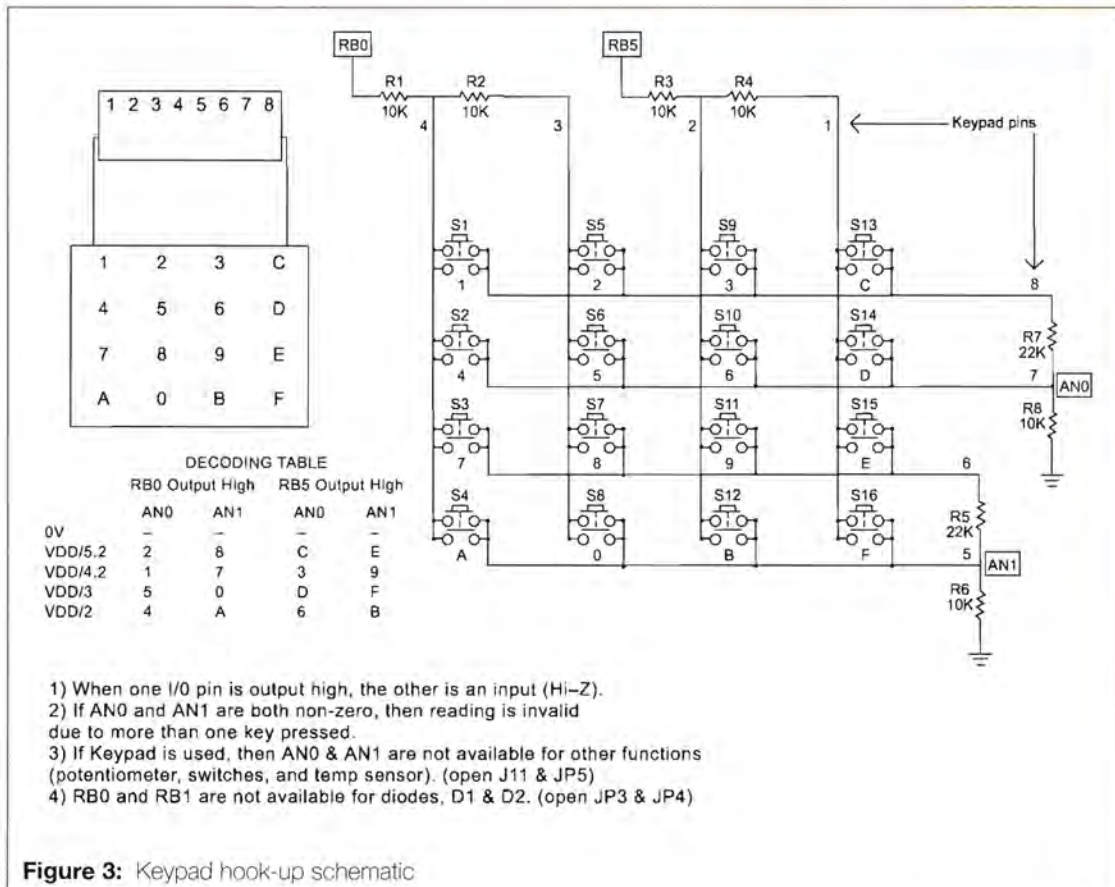 RB0
RB5
R1
R2
R3
R4
10K
10K
10K
10K
4
3
2
1
Keypad pins
1 2 3 4 5 6 7 8
1 2 3 C
4 5 6 D
7 8 9 E
A 0 B F
S1
S5
S9
S13
1
2
3
C
8
S2
S6
S10
S14
R7
22K
4
5
6
D
7
AN0
S3
S7
S11
S15
R8
10K
7
8
9
E
6
S4
S8
S12
S16
R5
22K
A
0
B
F
5
AN1
R6
10K
DECODING TABLE
RB0 Output High RB5 Output High
AN0 AN1 AN0 AN1
0V – – – –
VDD/5.2 2 8 C E
VDD/4.2 1 7 3 9
VDD/3 5 0 D F
VDD/2 4 A 6 B
1) When one I/0 pin is output high, the other is an input (Hi–Z).
2) If AN0 and AN1 are both non-zero, then reading is invalid
due to more than one key pressed.
3) If Keypad is used, then AN0 & AN1 are not available for other functions
(potentiometer, switches, and temp sensor). (open J11 & JP5)
4) RB0 and RB1 are not available for diodes, D1 & D2. (open JP3 & JP4)
Figure 3: Keypad hook-up schematic